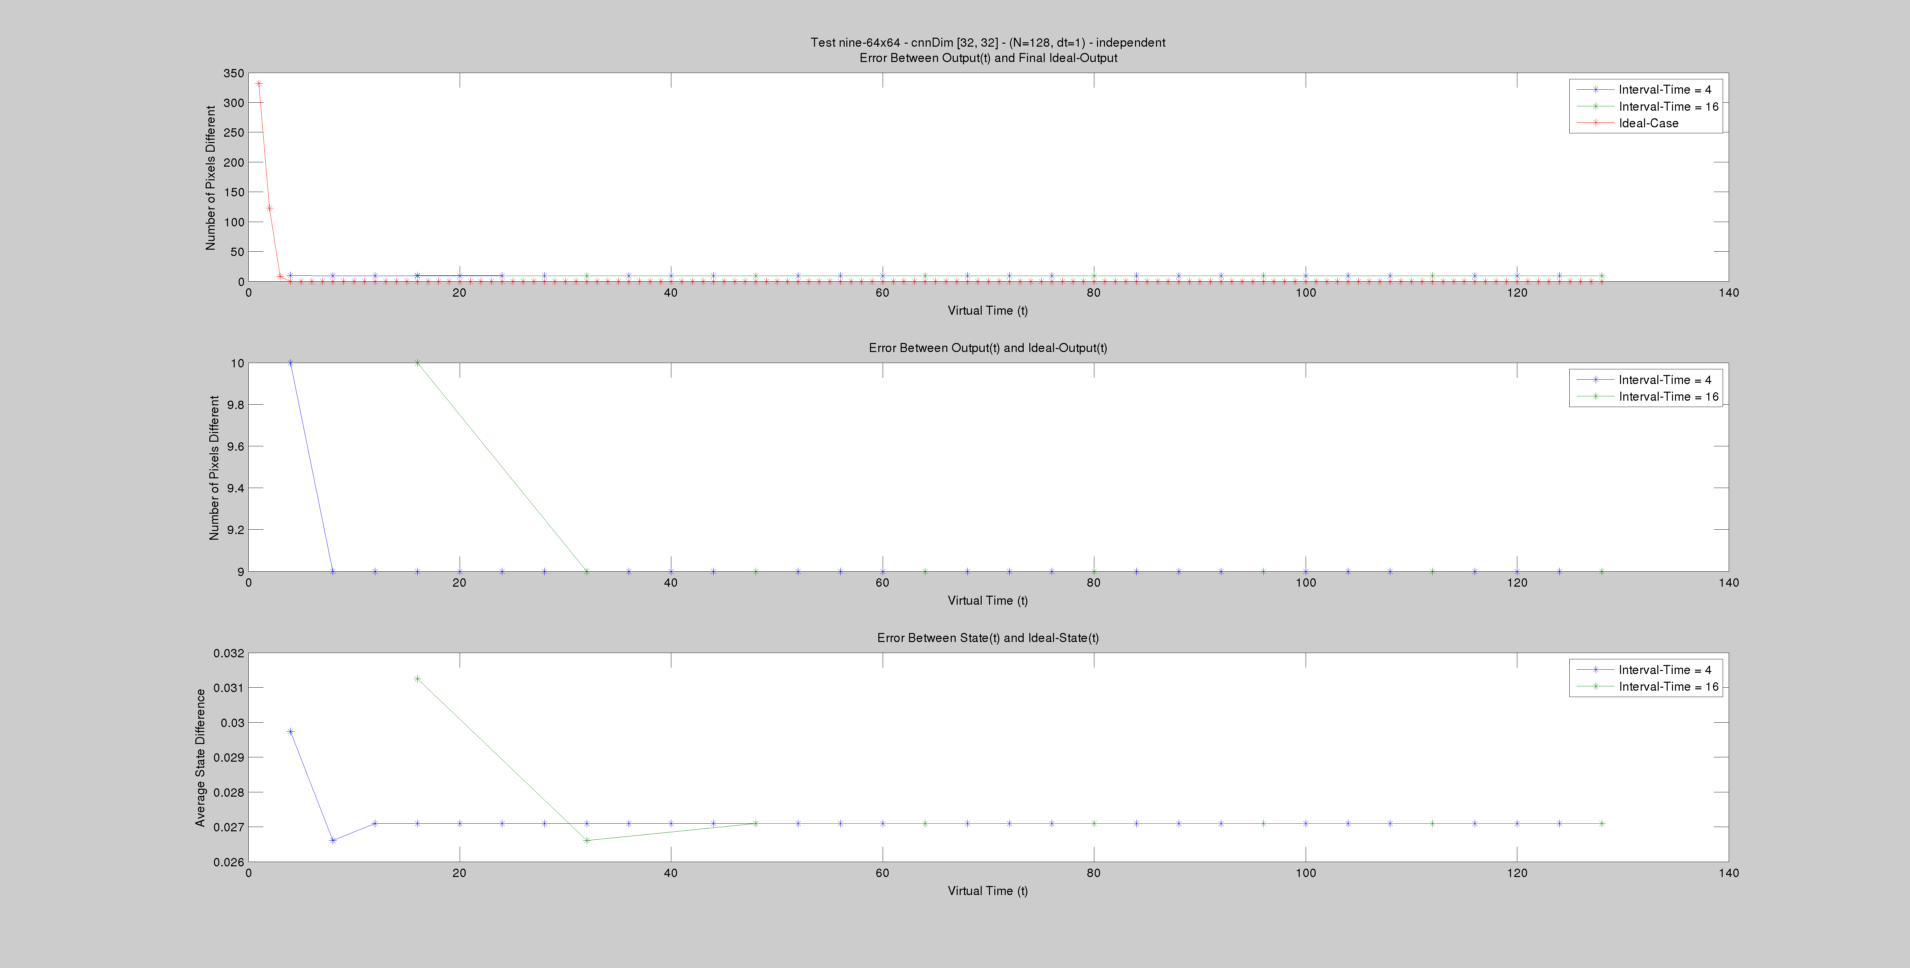 Test nine-64x64 - cnnDim [32, 32] - (N=128, dt=1) - independent
Error Between Output(t) and Final Ideal-Output
Number of Pixels Different
350
300
250
200
150
100
50
0
Interval-Time = 4
Interval-Time = 16
Ideal-Case
0 20 40 60 80 100 120 140
Virtual Time (t)
Error Between Output(t) and Ideal-Output(t)
Number of Pixels Different
10
9.8
9.6
9.4
9.2
9
Interval-Time = 4
Interval-Time = 16
0 20 40 60 80 100 120 140
Virtual Time (t)
Error Between State(t) and Ideal-State(t)
Average State Difference
0.032
0.031
0.03
0.029
0.028
0.027
0.026
Interval-Time = 4
Interval-Time = 16
0 20 40 60 80 100 120 140
Virtual Time (t)